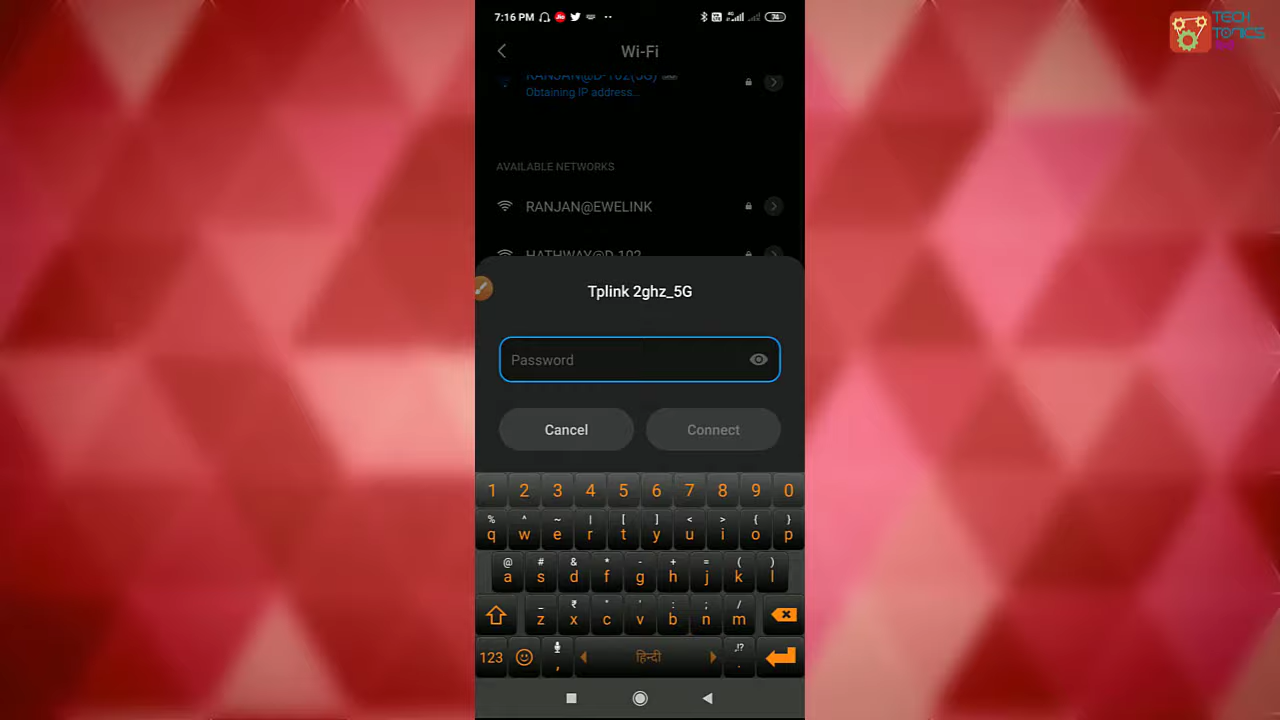 7:16 PM
74
TECH
TONICS
Wi-Fi
RANJAN@D-102(5G)
Obtaining IP address...
AVAILABLE NETWORKS
RANJAN@EWELINK
HATHWAY@D-102
Tplink 2ghz_5G
Password
Cancel
Connect
1 2 3 4 5 6 7 8 9 0
% ^ ~ | [ ] < > { }
q w e r t y u i o p
@ # & * - + = ( )
a s d f g h j k l
_ ₹ " ' : ; /
z x c v b n m
,!?
123 , हिन्दी .